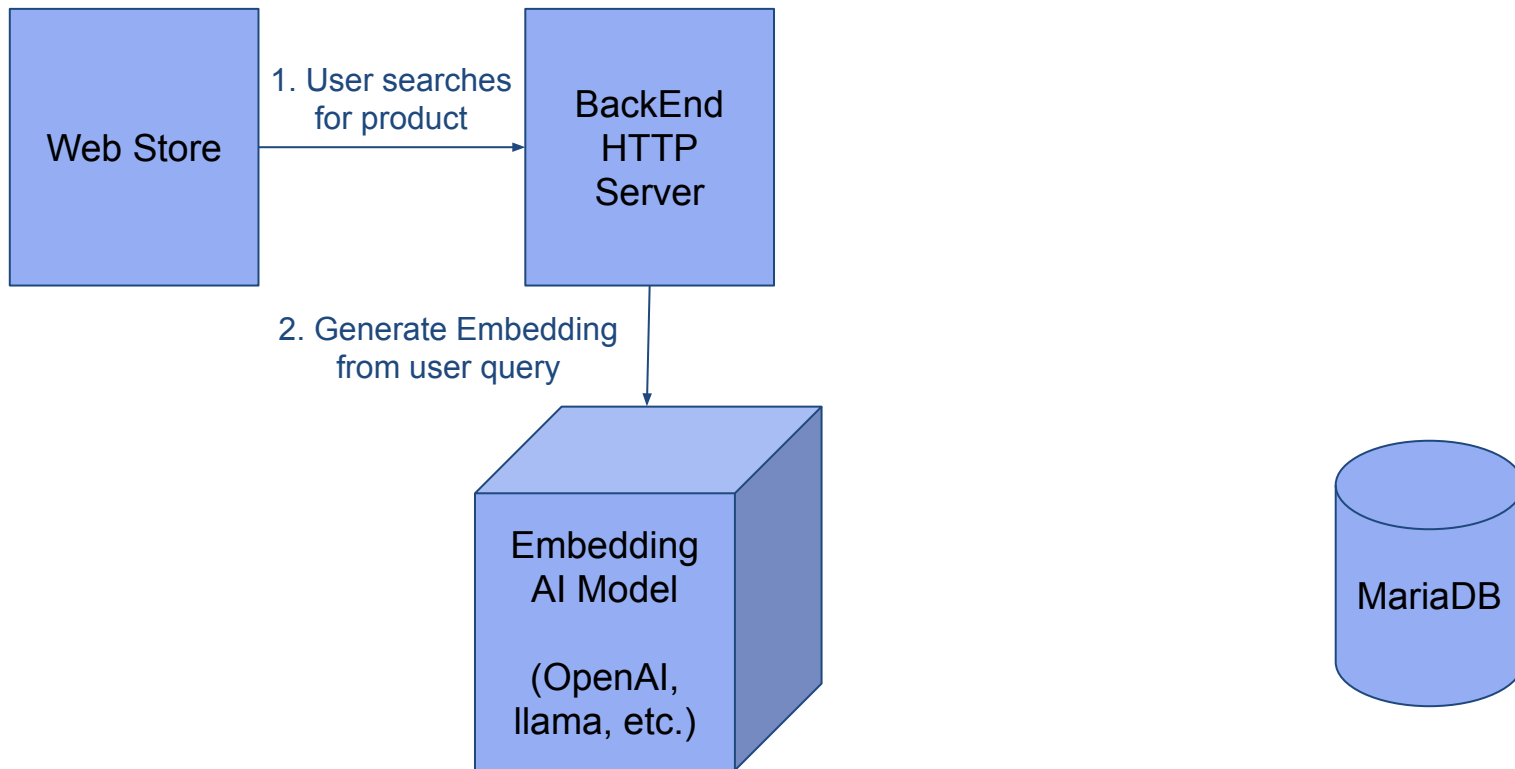 Web Store
1. User searches
for product
BackEnd
HTTP
Server
2. Generate Embedding
from user query
Embedding
AI Model
(OpenAI,
llama, etc.)
MariaDB